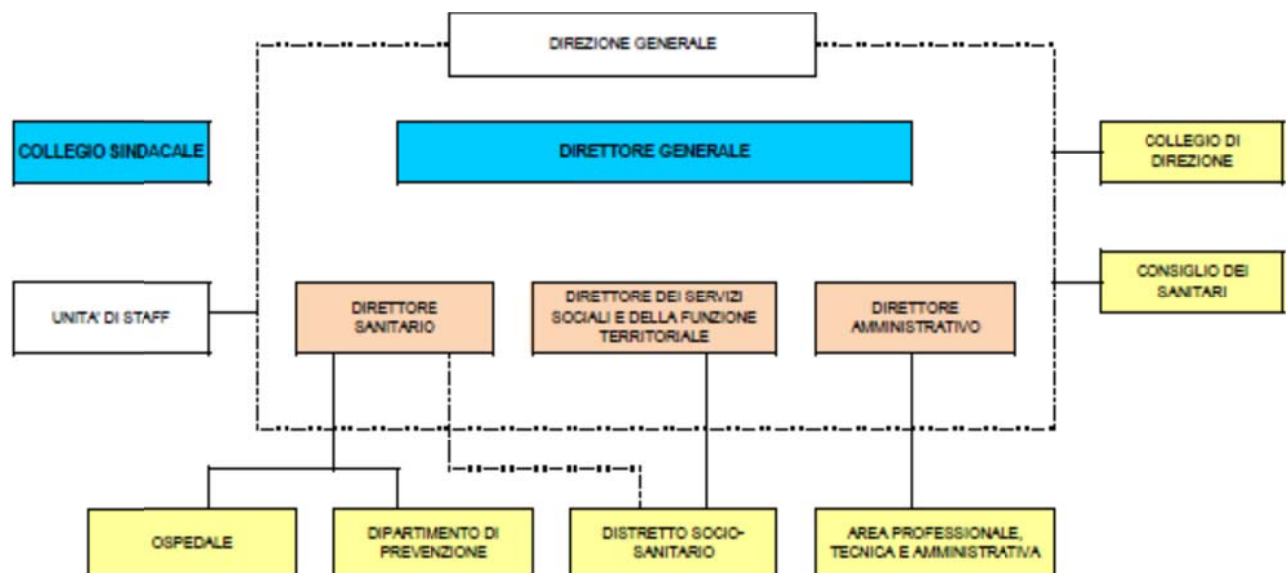 DIREZIONE GENERALE
COLLEGIO SINDACALE
DIRETTORE GENERALE
COLLEGIO DI
DIREZIONE
UNITA' DI STAFF
DIRETTORE
SANITARIO
DIRETTORE DEI SERVIZI
SOCIALI E DELLA FUNZIONE
TERRITORIALE
DIRETTORE
AMMINISTRATIVO
CONSIGLIO DEI
SANITARI
OSPEDALE
DIPARTIMENTO DI
PREVENZIONE
DISTRETTO SOCIO-
SANITARIO
AREA PROFESSIONALE,
TECNICA E AMMINISTRATIVA